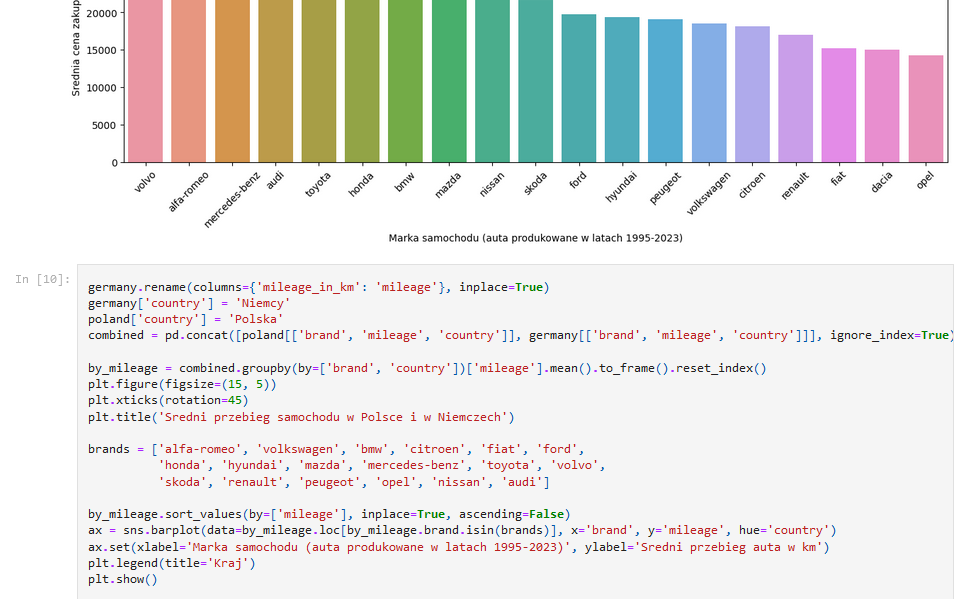 20000
15000
10000
5000
0
Srednia cena zakup
volvo
alfa-romeo
mercedes-benz
audi
toyota
honda
bmw
mazda
nissan
skoda
ford
hyundai
peugeot
volkswagen
citroen
renault
fiat
dacia
opel
Marka samochodu (auta produkowane w latach 1995-2023)
In [10]:
germany.rename(columns={'mileage_in_km': 'mileage'}, inplace=True)
germany['country'] = 'Niemcy'
poland['country'] = 'Polska'
combined = pd.concat([poland[['brand', 'mileage', 'country']], germany[['brand', 'mileage', 'country']]], ignore_index=True)
by_mileage = combined.groupby(by=['brand', 'country'])['mileage'].mean().to_frame().reset_index()
plt.figure(figsize=(15, 5))
plt.xticks(rotation=45)
plt.title('Sredni przebieg samochodu w Polsce i w Niemczech')
brands = ['alfa-romeo', 'volkswagen', 'bmw', 'citroen', 'fiat', 'ford',
'honda', 'hyundai', 'mazda', 'mercedes-benz', 'toyota', 'volvo',
'skoda', 'renault', 'peugeot', 'opel', 'nissan', 'audi']
by_mileage.sort_values(by=['mileage'], inplace=True, ascending=False)
ax = sns.barplot(data=by_mileage.loc[by_mileage.brand.isin(brands)], x='brand', y='mileage', hue='country')
ax.set(xlabel='Marka samochodu (auta produkowane w latach 1995-2023)', ylabel='Sredni przebieg auta w km')
plt.legend(title='Kraj')
plt.show()